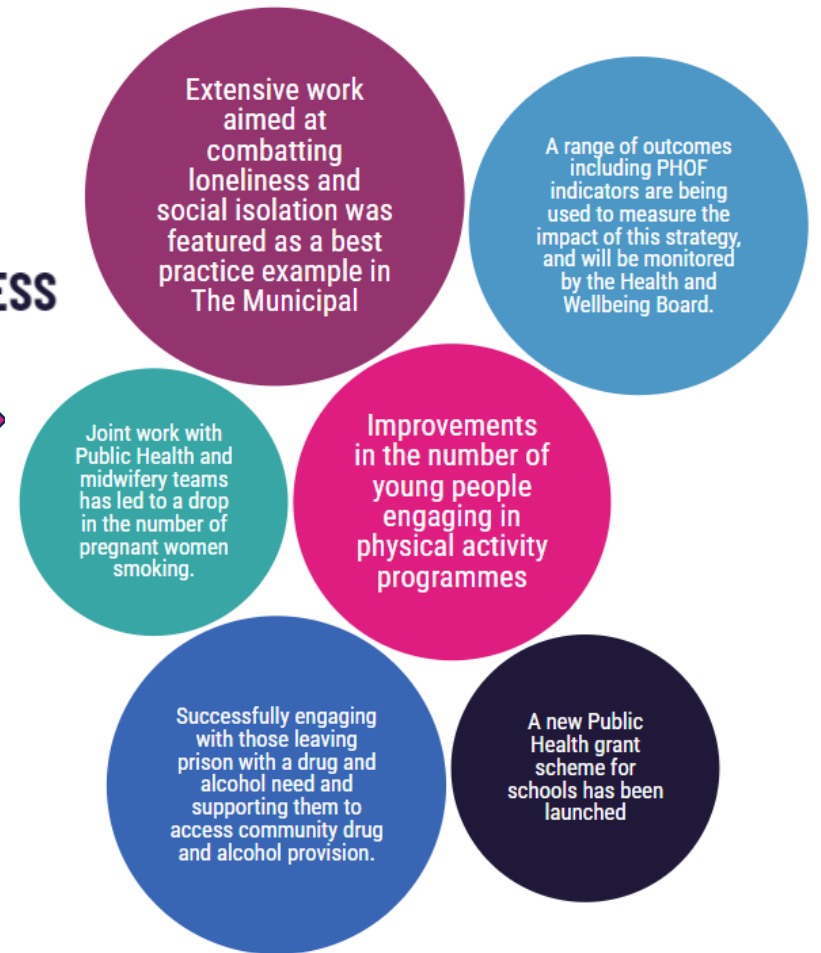 Extensive work
aimed at
combatting
loneliness and
social isolation was
featured as a best
practice example in
The Municipal
A range of outcomes
including PHOF
indicators are being
used to measure the
impact of this strategy,
and will be monitored
by the Health and
Wellbeing Board.
ESS
Joint work with
Public Health and
midwifery teams
has led to a drop
in the number of
pregnant women
smoking.
Improvements
in the number of
young people
engaging in
physical activity
programmes
Successfully engaging
with those leaving
prison with a drug and
alcohol need and
supporting them to
access community drug
and alcohol provision.
A new Public
Health grant
scheme for
schools has been
launched